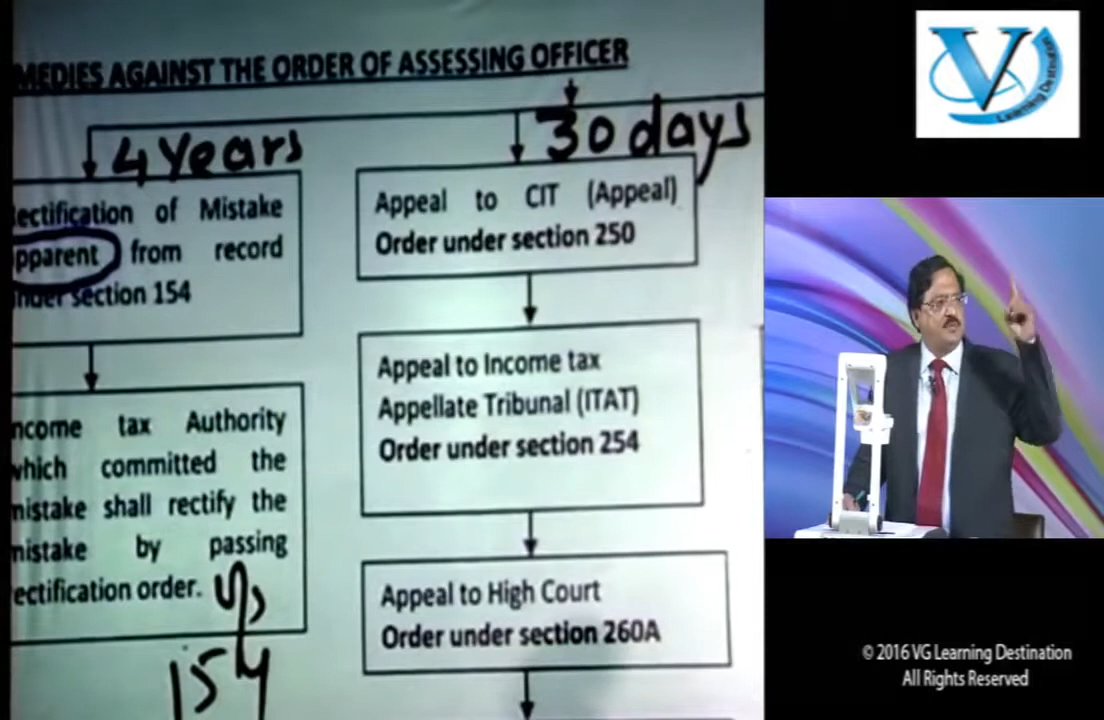 MEDIES AGAINST THE ORDER OF ASSESSING OFFICER
4 Years
30 days
ectification of Mistake
pparent from record
nder section 154
Appeal to CIT (Appeal)
Order under section 250
ncome tax Authority
which committed the
mistake shall rectify the
mistake by passing
ectification order. u/s
154
Appeal to Income tax
Appellate Tribunal (ITAT)
Order under section 254
Appeal to High Court
Order under section 260A
V
Learning Destination
© 2016 VG Learning Destination
All Rights Reserved